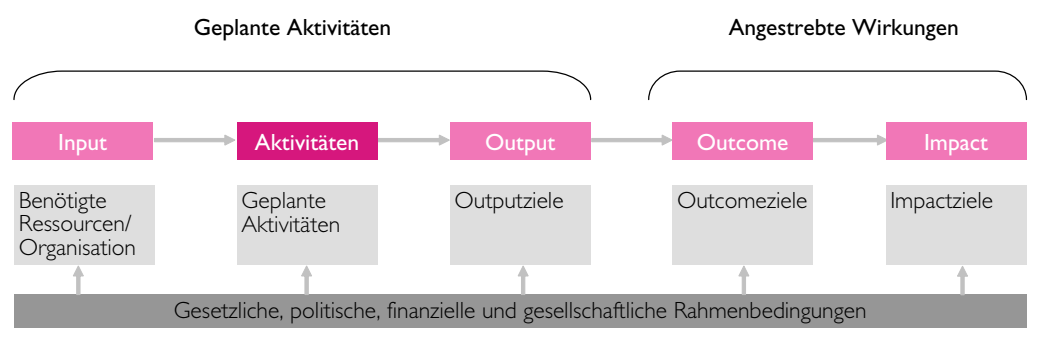 Geplante Aktivitäten
Angestrebte Wirkungen
Input
Aktivitäten
Output
Outcome
Impact
Benötigte
Ressourcen/
Organisation
Geplante
Aktivitäten
Outputziele
Outcomeziele
Impactziele
Gesetzliche, politische, finanzielle und gesellschaftliche Rahmenbedingungen